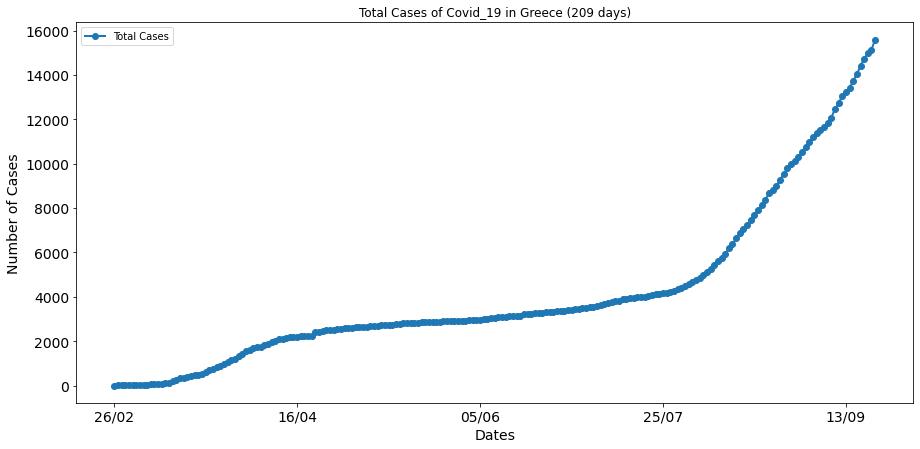 Total Cases of Covid_19 in Greece (209 days)
Total Cases
16000
14000
12000
10000
8000
6000
4000
2000
0
Number of Cases
26/02 16/04 05/06 25/07 13/09
Dates